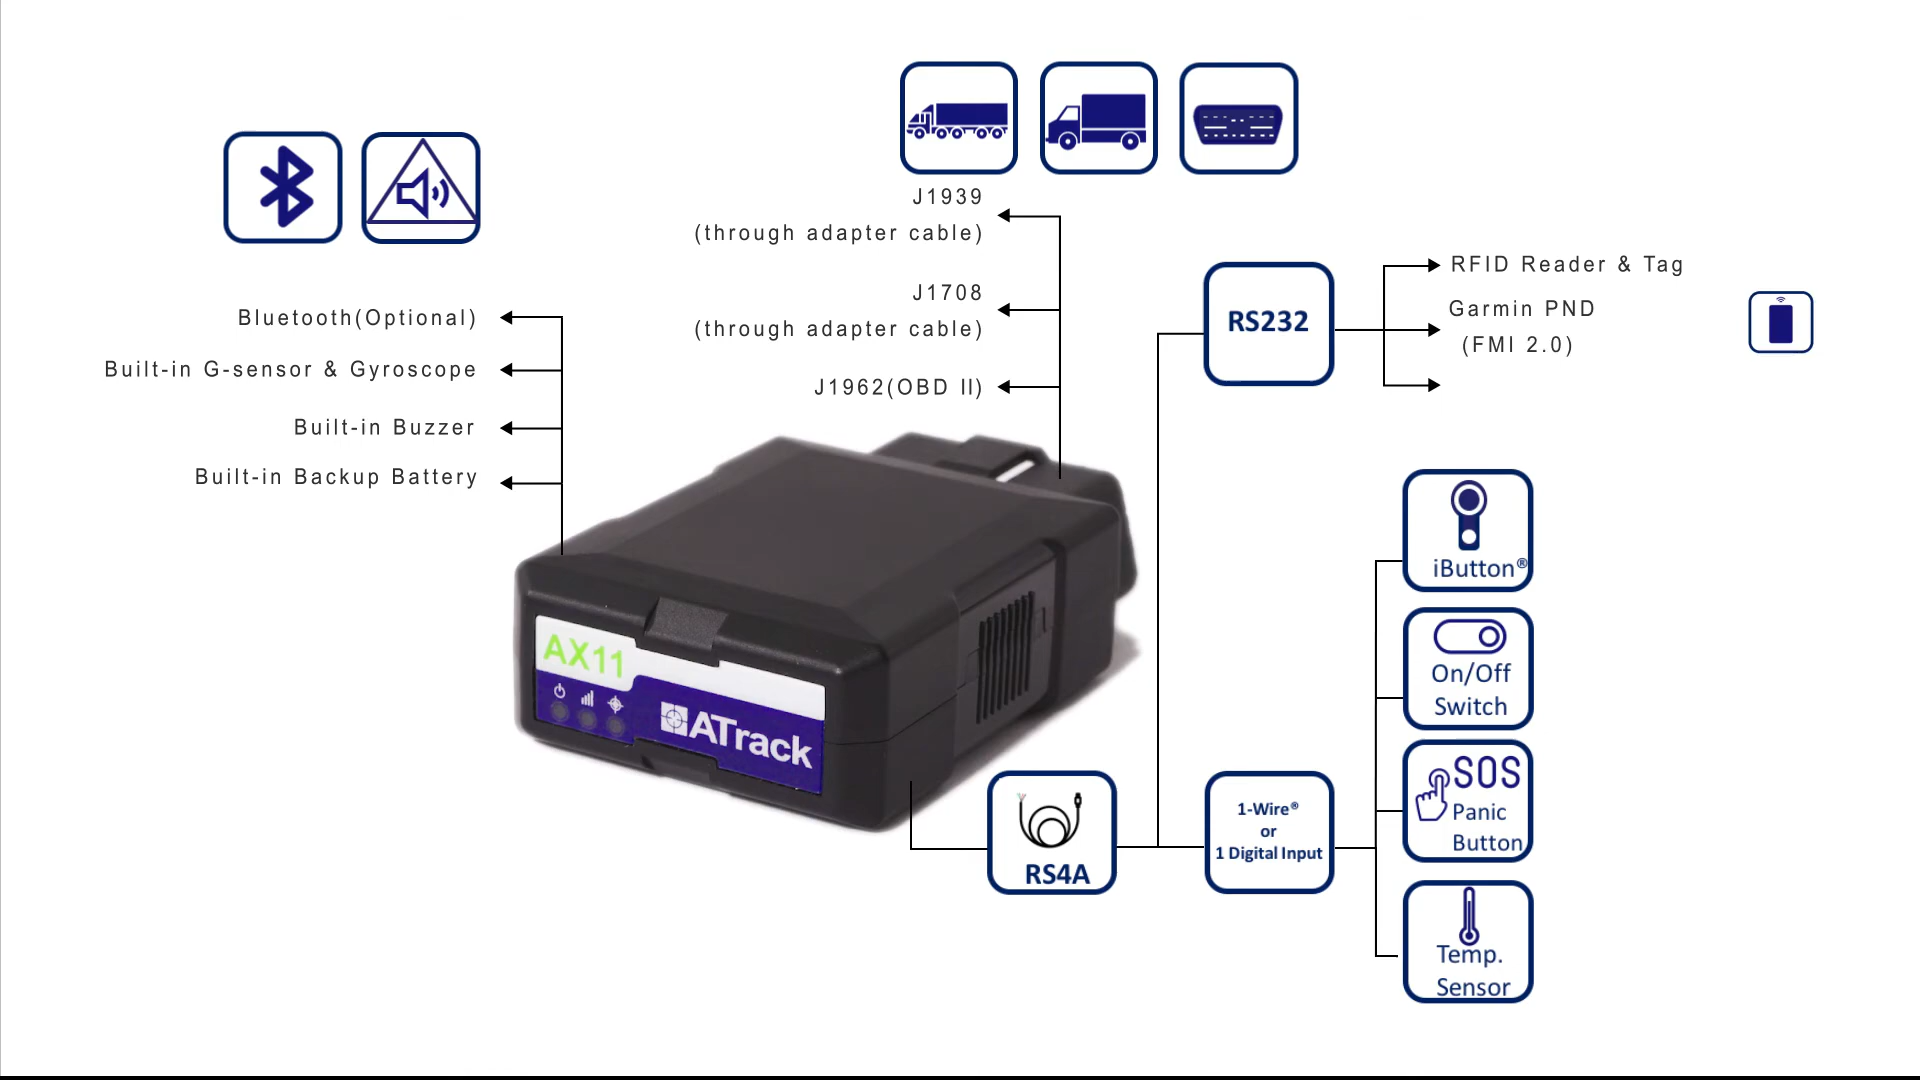 J1939
(through adapter cable)
J1708
(through adapter cable)
J1962(OBD II)
Bluetooth(Optional)
Built-in G-sensor & Gyroscope
Built-in Buzzer
Built-in Backup Battery
RS232
RFID Reader & Tag
Garmin PND
(FMI 2.0)
AX11
ATrack
RS4A
1-Wire®
or
1 Digital Input
iButton®
On/Off
Switch
SOS
Panic
Button
Temp.
Sensor